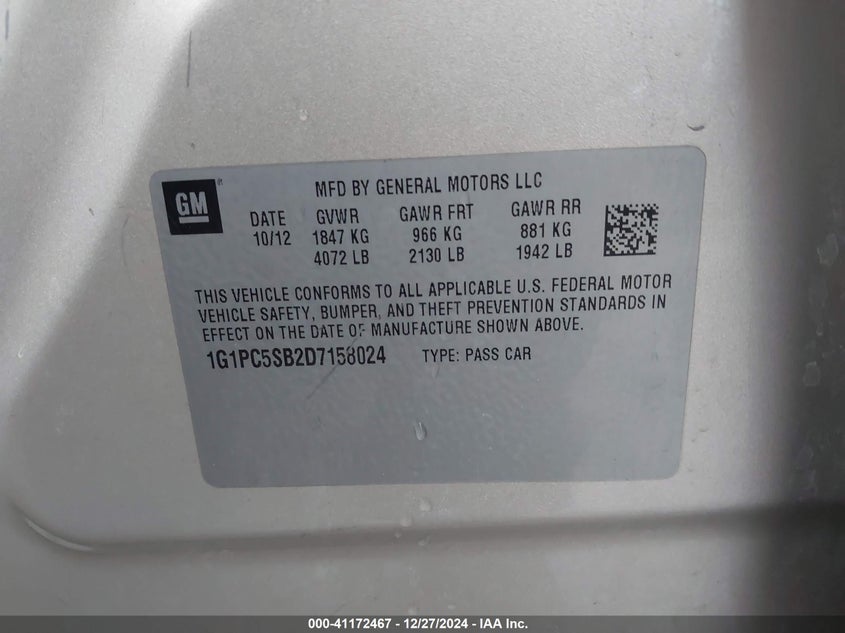 GM
MFD BY GENERAL MOTORS LLC
DATE GVWR GAWR FRT GAWR RR
10/12 1847 KG 966 KG 881 KG
4072 LB 2130 LB 1942 LB
THIS VEHICLE CONFORMS TO ALL APPLICABLE U.S. FEDERAL MOTOR
VEHICLE SAFETY, BUMPER, AND THEFT PREVENTION STANDARDS IN
EFFECT ON THE DATE OF MANUFACTURE SHOWN ABOVE.
1G1PC5SB2D7158024 TYPE: PASS CAR
000-41172467 - 12/27/2024 - IAA Inc.